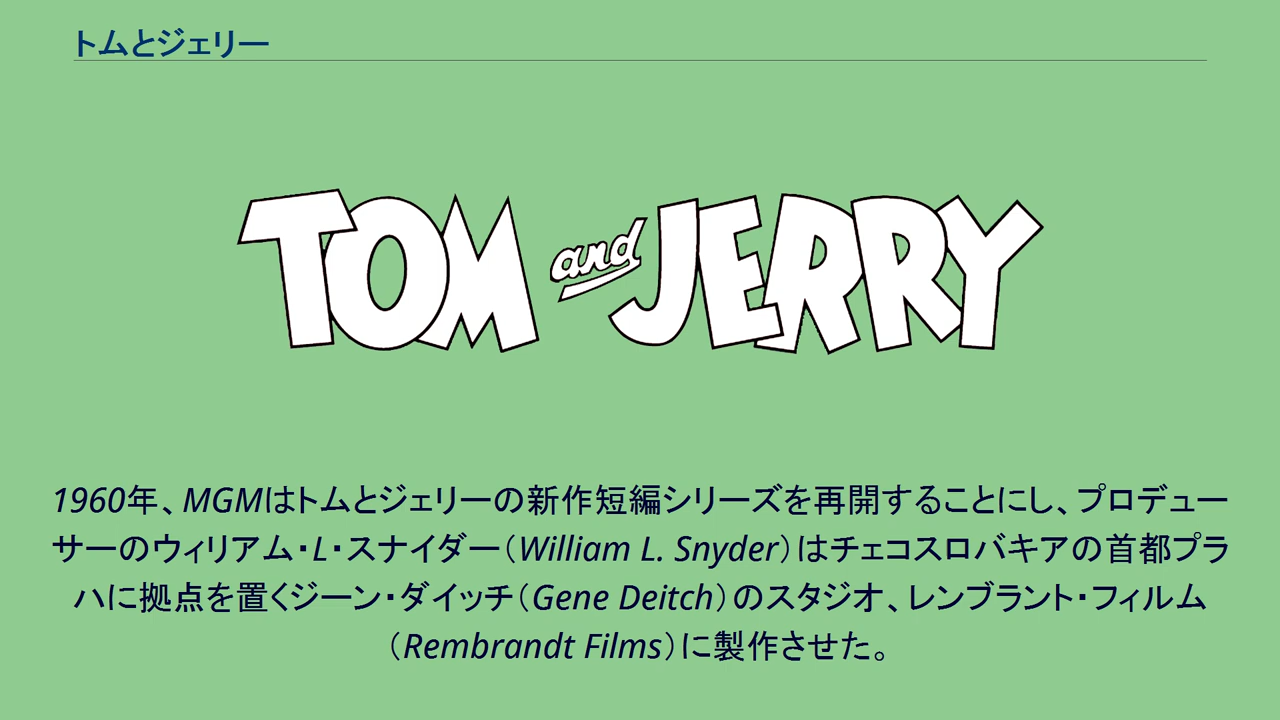 トムとジェリー
TOM and JERRY
1960年、MGMはトムとジェリーの新作短編シリーズを再開することにし、プロデュー
サーのウィリアム・L・スナイダー（William L. Snyder）はチェコスロバキアの首都プラ
ハに拠点を置くジーン・ダイッチ（Gene Deitch）のスタジオ、レンブラント・フィルム
（Rembrandt Films）に製作させた。